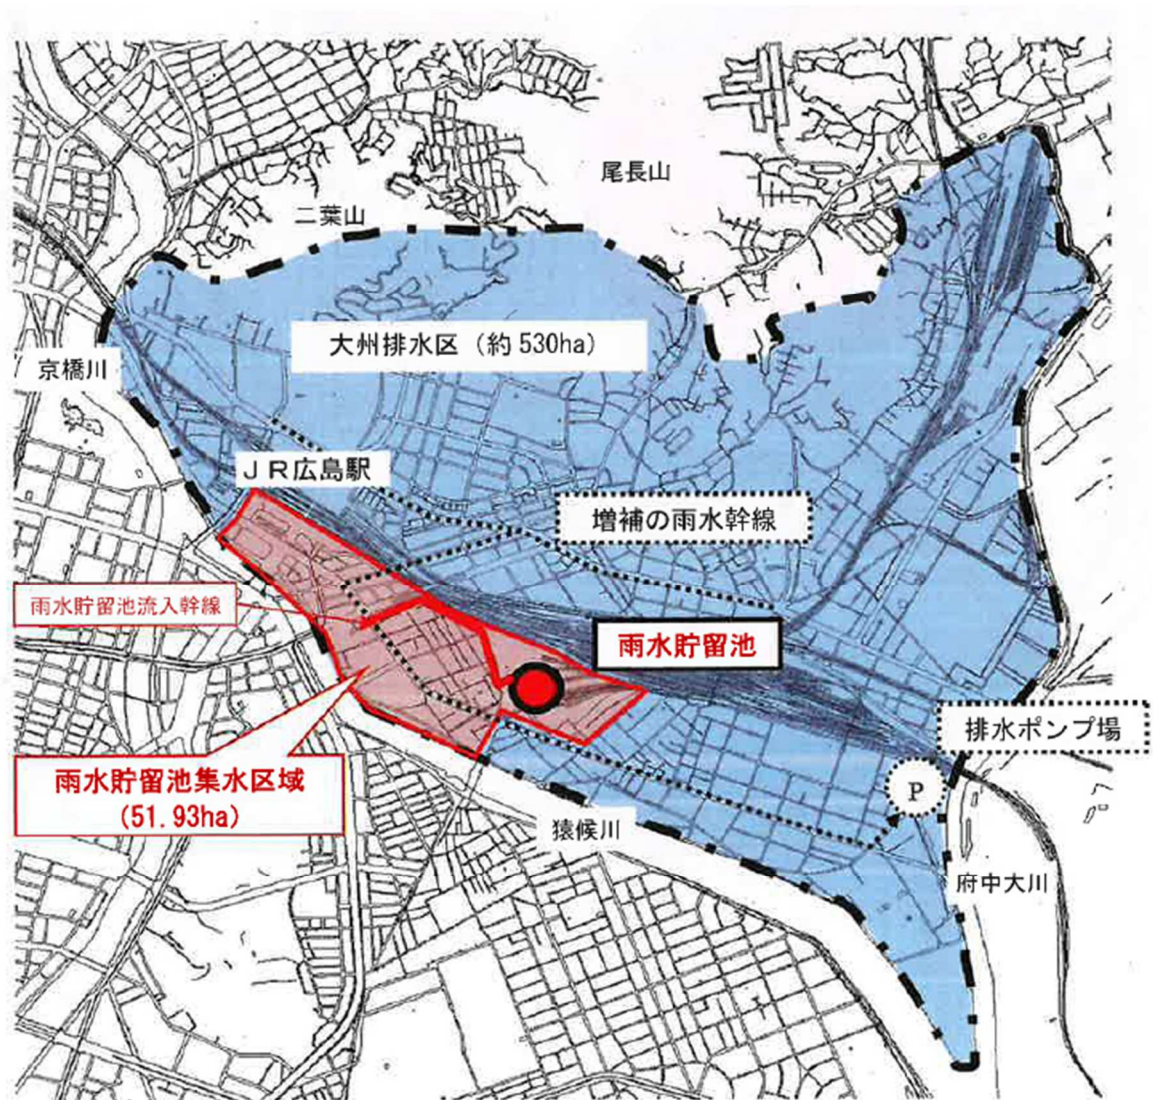 尾長山
二葉山
大州排水区 (約530ha)
京橋川
JR広島駅
増補の雨水幹線
雨水貯留池流入幹線
雨水貯留池
排水ポンプ場
雨水貯留池集水区域
(51.93ha)
P
猿候川
府中大川